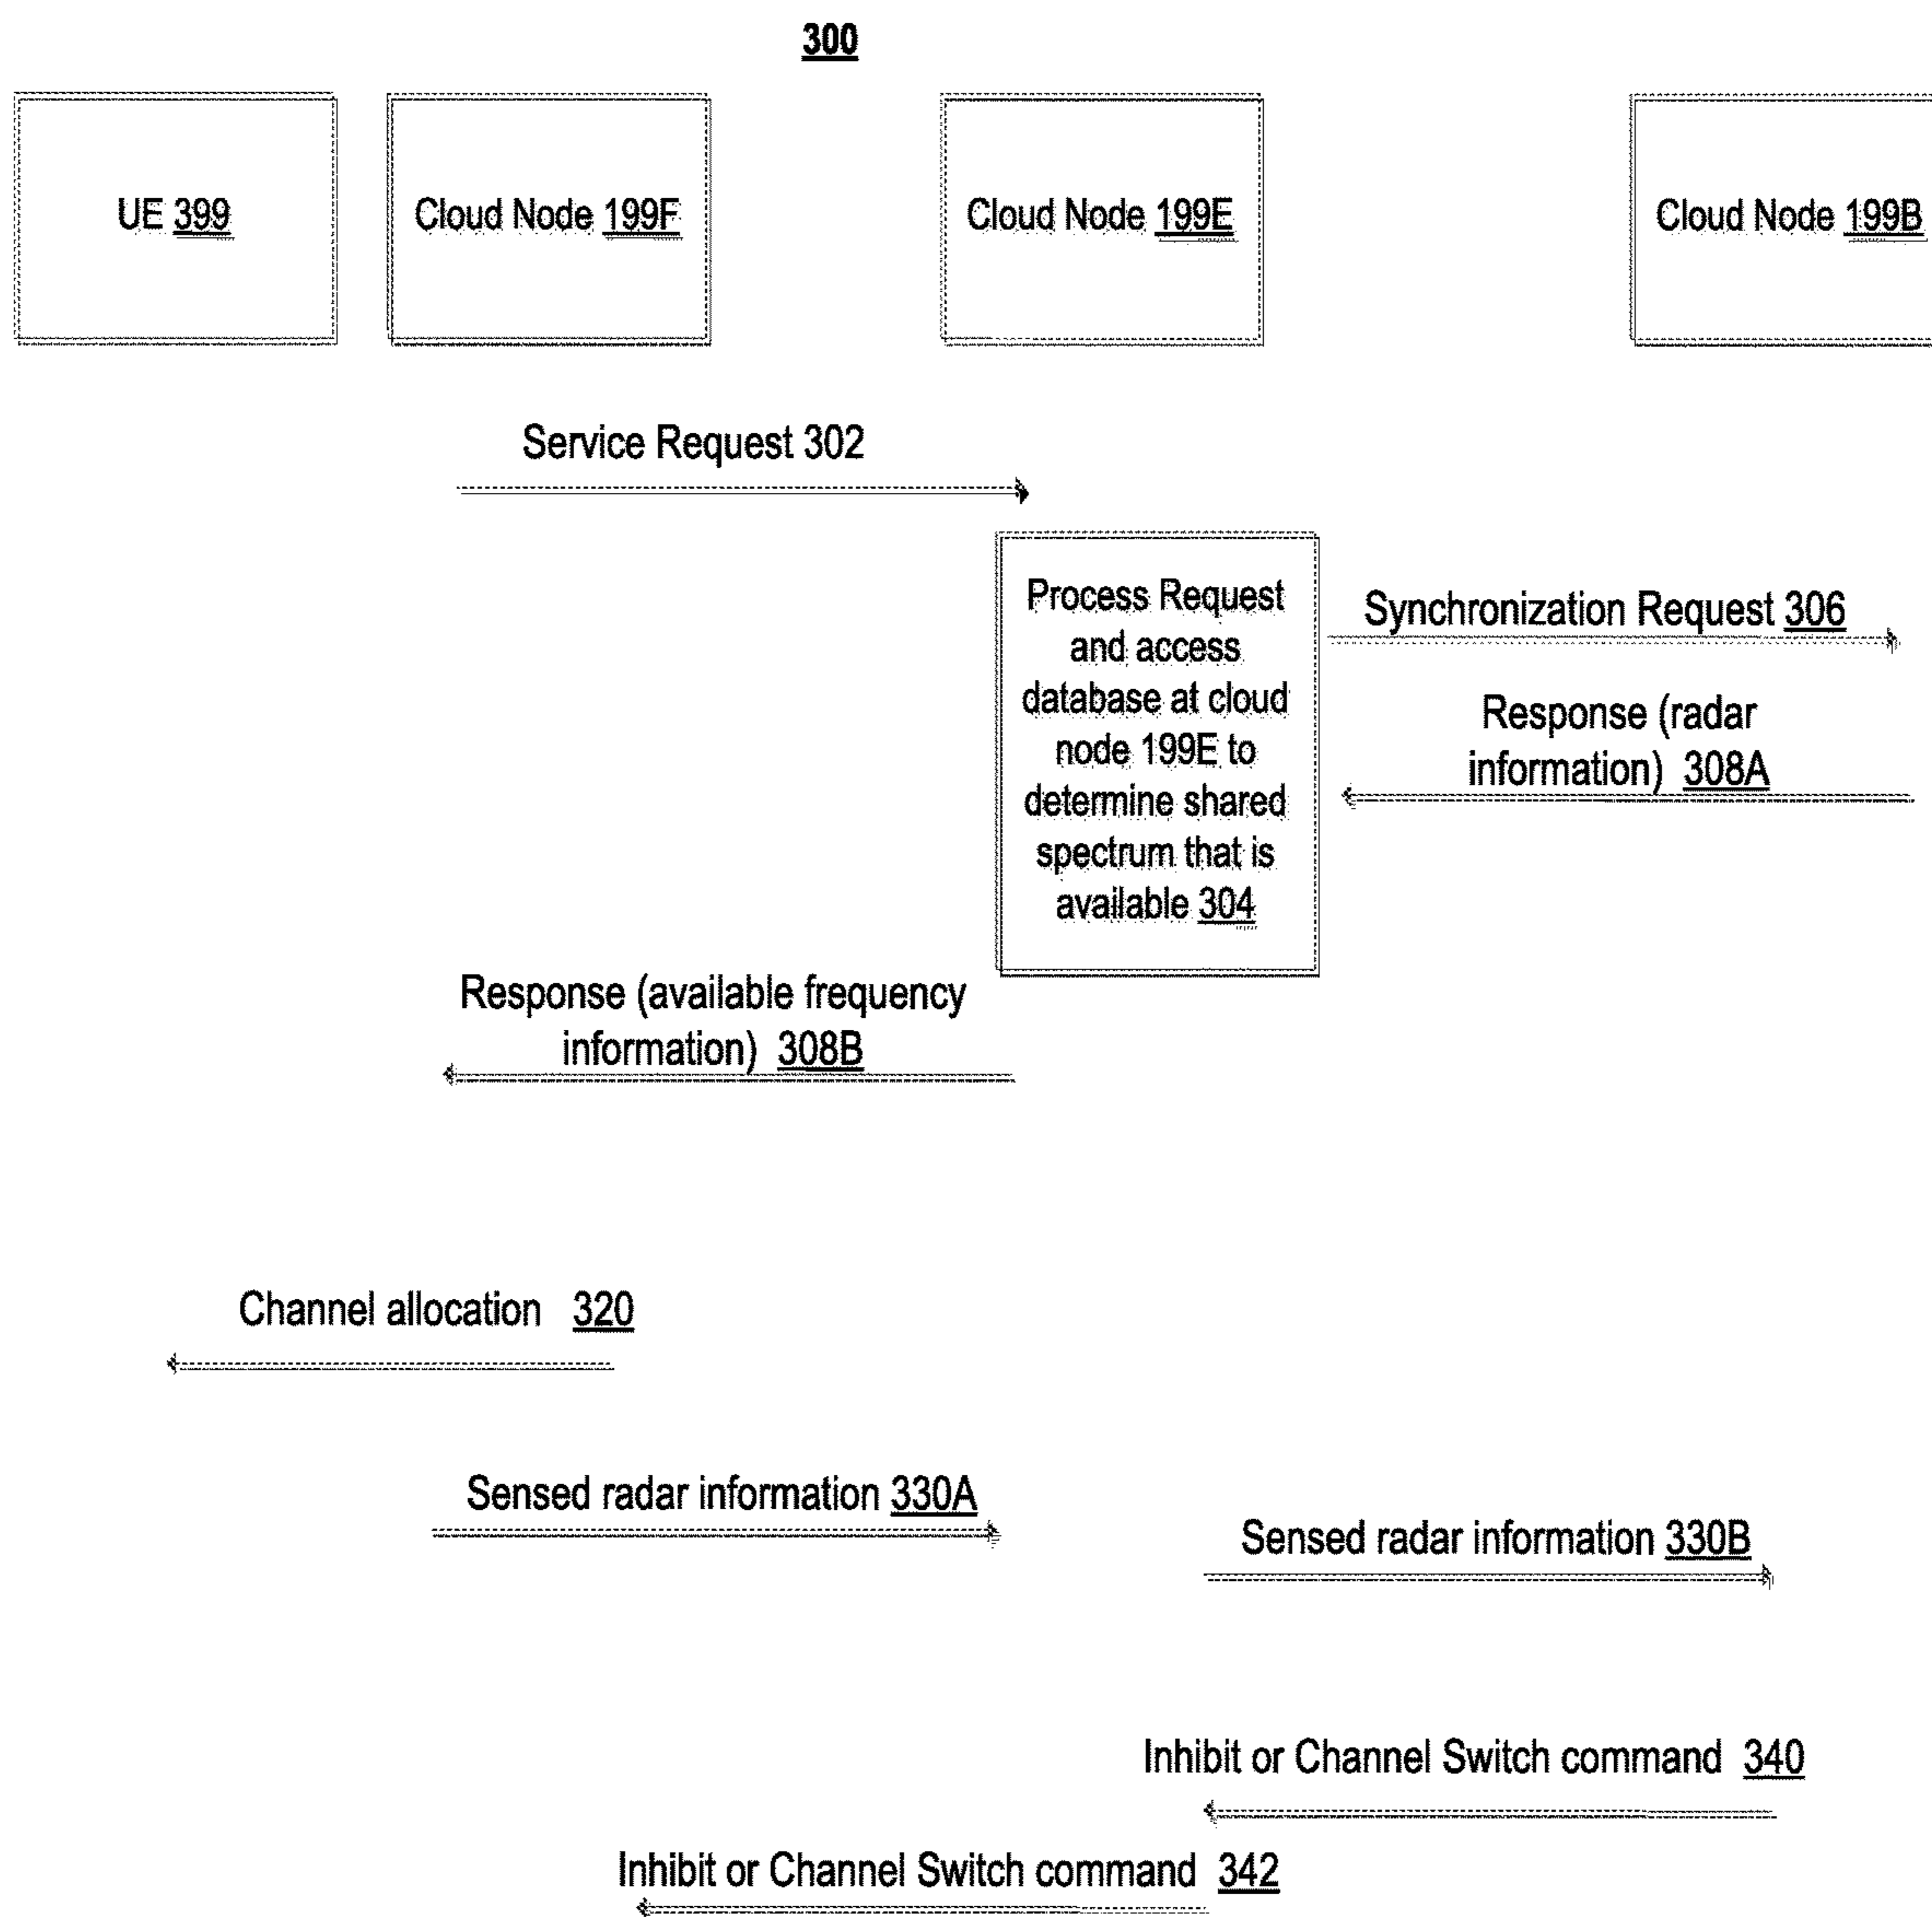 300
UE 399
Cloud Node 199F
Cloud Node 199E
Cloud Node 199B
Service Request 302
Process Request
and access
database at cloud
node 199E to
determine shared
spectrum that is
available 304
Synchronization Request 306
Response (radar
information) 308A
Response (available frequency
information) 308B
Channel allocation 320
Sensed radar information 330A
Sensed radar information 330B
Inhibit or Channel Switch command 340
Inhibit or Channel Switch command 342